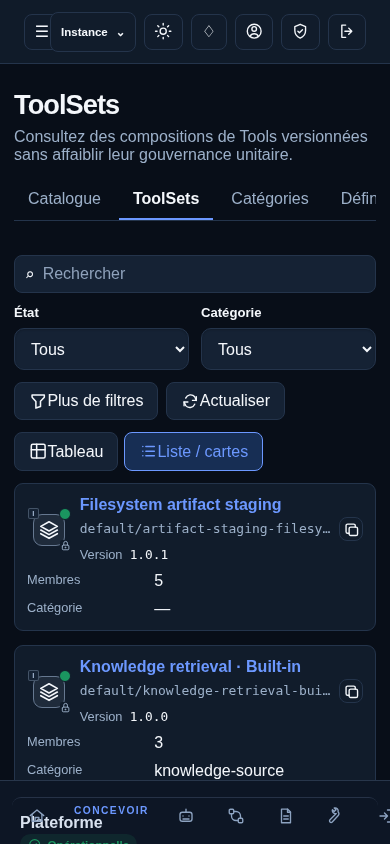 Instance
ToolSets
Consultez des compositions de Tools versionnées
sans affaiblir leur gouvernance unitaire.
Catalogue ToolSets Catégories Défin
Rechercher
État Catégorie
Tous Tous
Plus de filtres Actualiser
Tableau Liste / cartes
I
Filesystem artifact staging
default/artifact-staging-filesy…
Version 1.0.1
Membres 5
Catégorie —
I
Knowledge retrieval · Built-in
default/knowledge-retrieval-bui…
Version 1.0.0
Membres 3
Catégorie knowledge-source
CONCEVOIR
Plateforme
Opérationnelle